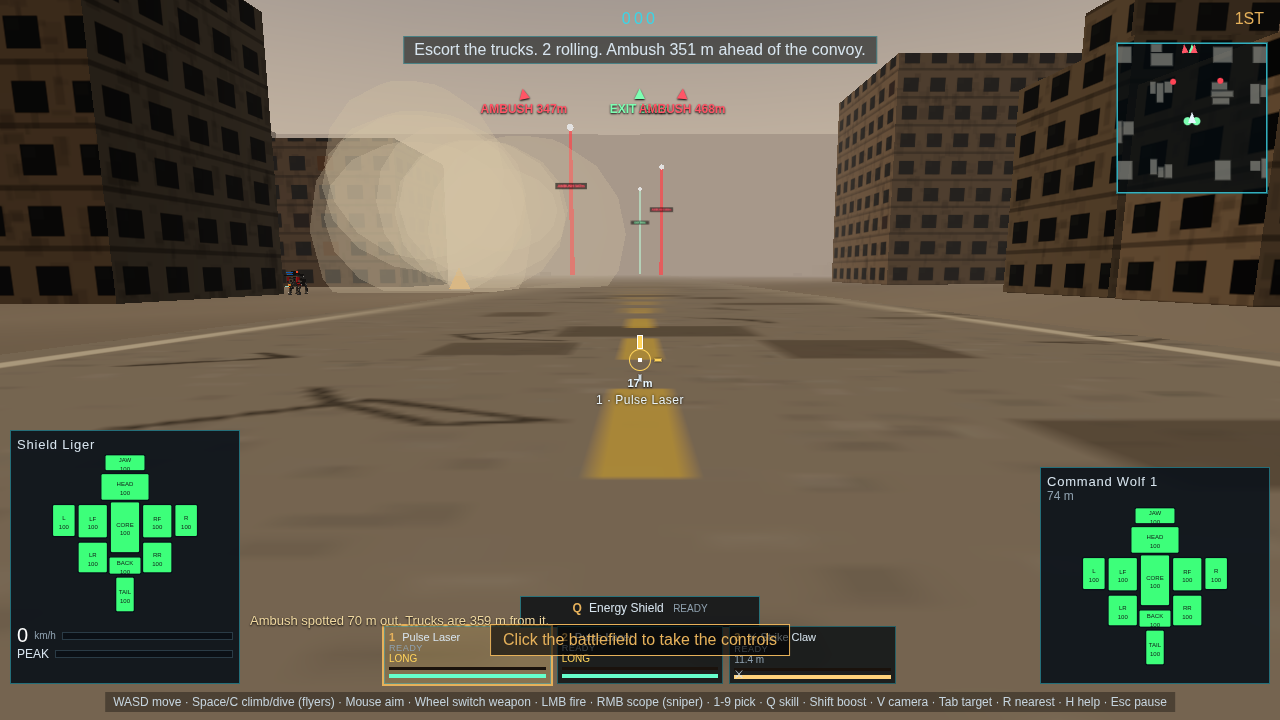 000
1ST
Escort the trucks. 2 rolling. Ambush 351 m ahead of the convoy.
AMBUSH 347m
EXIT
AMBUSH 468m
17 m
1 · Pulse Laser
Shield Liger
JAW
100
HEAD
100
L
100
LF
100
CORE
100
RF
100
R
100
LR
100
BACK
100
RR
100
TAIL
100
0 km/h
PEAK
Command Wolf 1
74 m
JAW
100
HEAD
100
L
100
LF
100
CORE
100
RF
100
R
100
LR
100
BACK
100
RR
100
TAIL
100
Q Energy Shield READY
Ambush spotted 70 m out. Trucks are 359 m from it.
Click the battlefield to take the controls
1 Pulse Laser
READY
LONG
LONG
Claw
READY
11.4 m
WASD move · Space/C climb/dive (flyers) · Mouse aim · Wheel switch weapon · LMB fire · RMB scope (sniper) · 1-9 pick · Q skill · Shift boost · V camera · Tab target · R nearest · H help · Esc pause